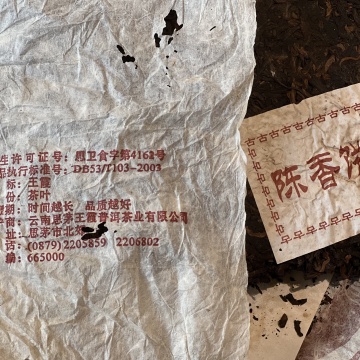 生许可证号：思卫食字第4162号
品执行标准号：DB53/T103-2003
标：王霞
份：茶叶
期：时间越长 品质越好
商：云南思茅王霞普洱茶业有限公司
址：思茅市北
话：(0879) 2205859 2206802
编：665000
陈香